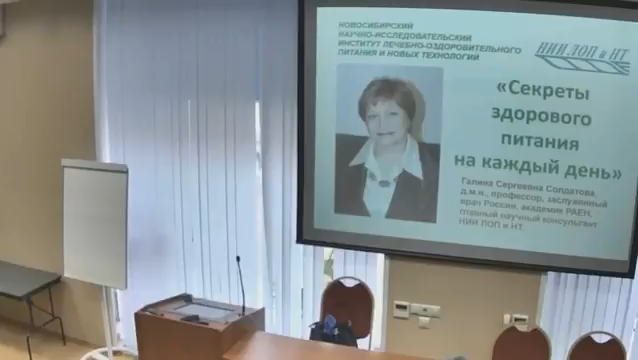 НОВОСИБИРСКИЙ
НАУЧНО-ИССЛЕДОВАТЕЛЬСКИЙ
ИНСТИТУТ ЛЕЧЕБНО-ОЗДОРОВИТЕЛЬНОГО
ПИТАНИЯ И НОВЫХ ТЕХНОЛОГИЙ
НИИ ЛОП и НТ
«Секреты
здорового
питания
на каждый день»
Галина Сергеевна Солдатова,
д.м.н., профессор, заслуженный
врач России, академик РАЕН,
главный научный консультант
НИИ ЛОП и НТ